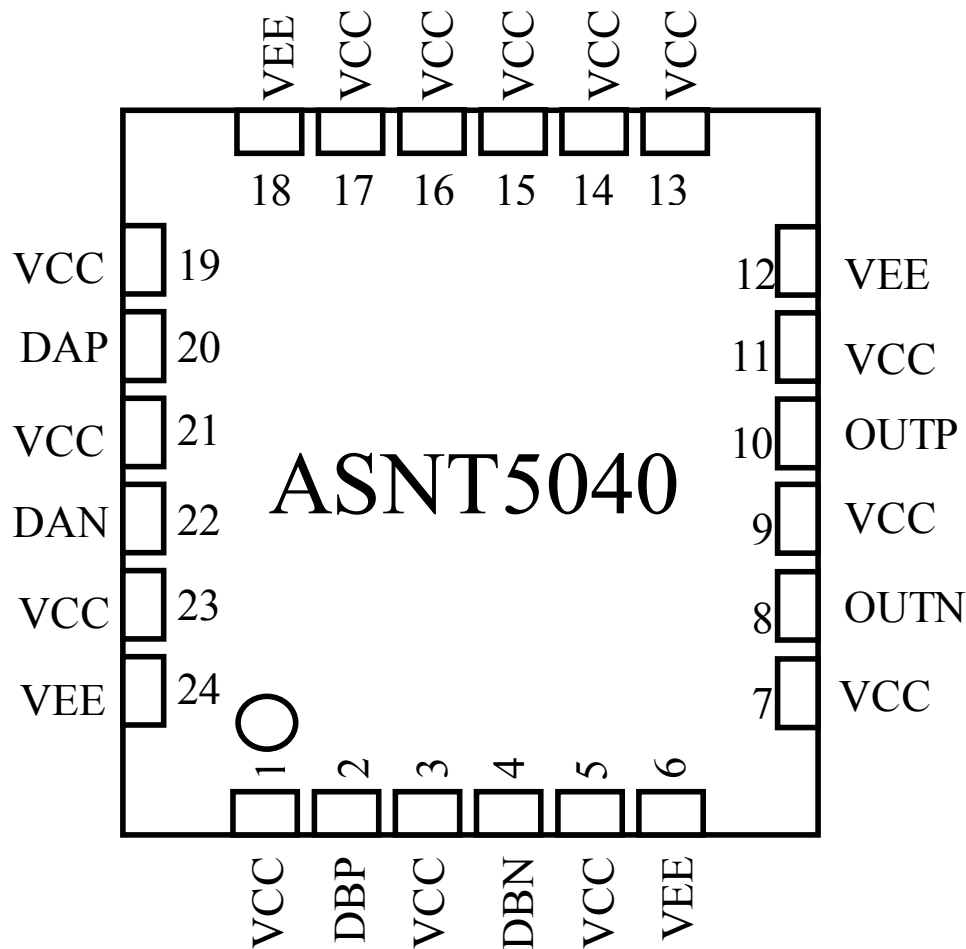 VEE VCC VCC VCC VCC VCC
18 17 16 15 14 13
VCC 19
DAP 20
VCC 21
DAN 22
VCC 23
VEE 24
12 VEE
11 VCC
10 OUTP
9 VCC
8 OUTN
7 VCC
ASNT5040
1 2 3 4 5 6
VCC DBP VCC DBN VCC VEE